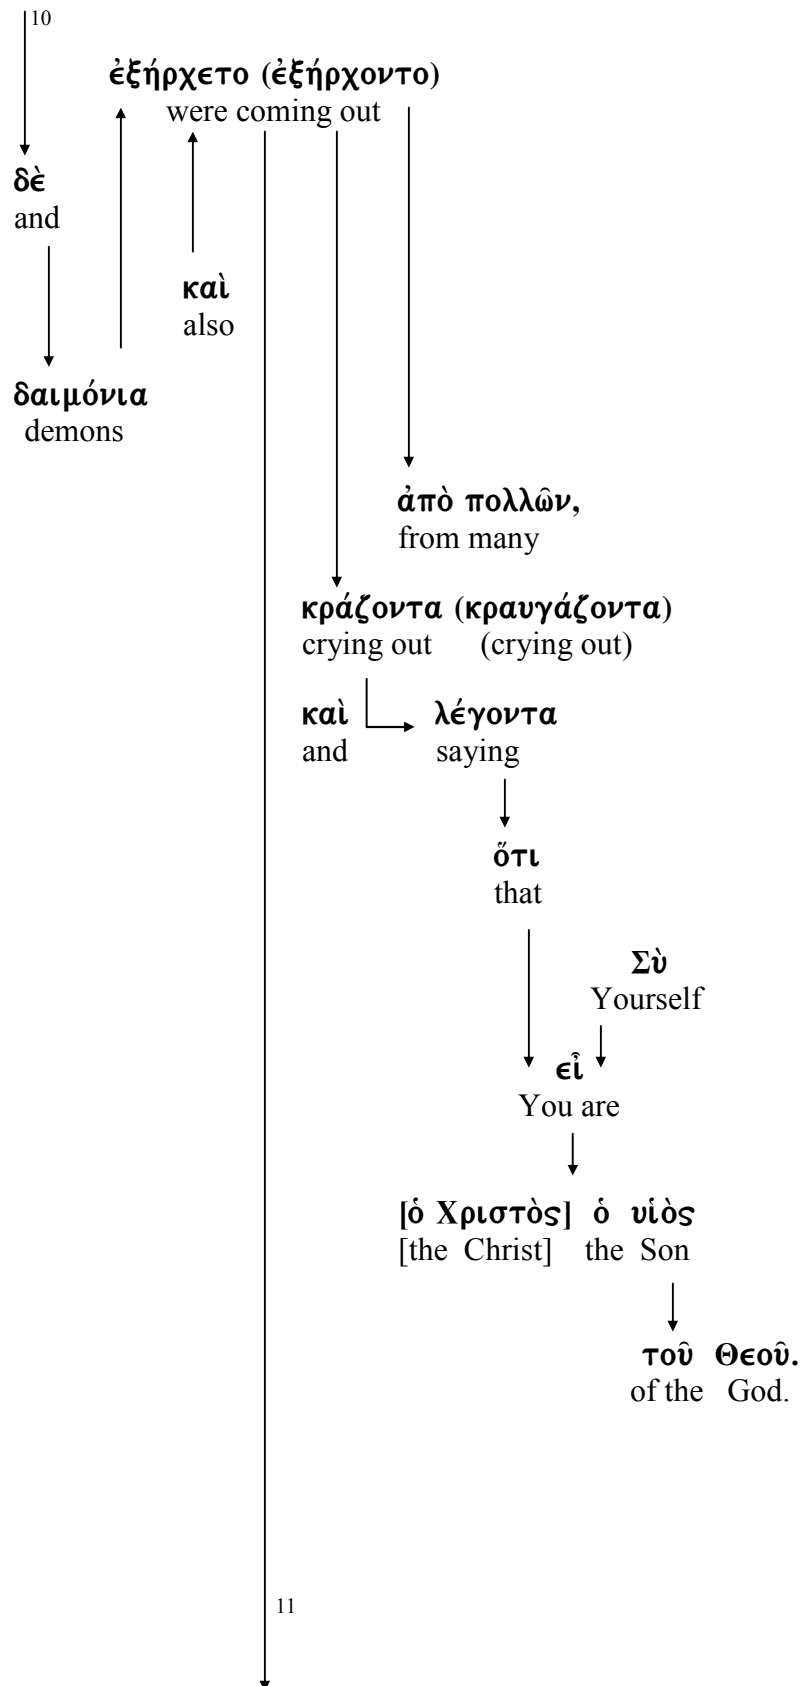 10
ἐξήρχετο (ἐξήρχοντο)
were coming out
δὲ
and
καὶ
also
δαιμόνια
demons
ἀπὸ πολλῶν,
from many
κράζοντα (κραυγάζοντα)
crying out (crying out)
καὶ λέγοντα
and saying
ὅτι
that
Σὺ
Yourself
εἶ
You are
[ὁ Χριστὸς] ὁ υἱὸς
[the Christ] the Son
τοῦ Θεοῦ.
of the God.
11